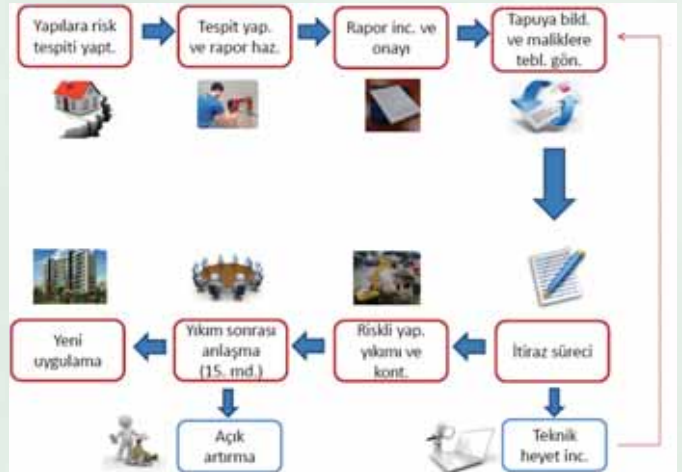 Yapılara risk
tespiti yapt.
Tespit yap.
ve rapor haz.
Rapor inc. ve
onayı
Tapuya bild.
ve maliklere
tebl. gön.
Yeni
uygulama
Yıkım sonrası
anlaşma
(15. md.)
Riskli yap.
yıkımı ve
kont.
İtiraz süreci
Açık
artırma
Teknik
heyet inc.